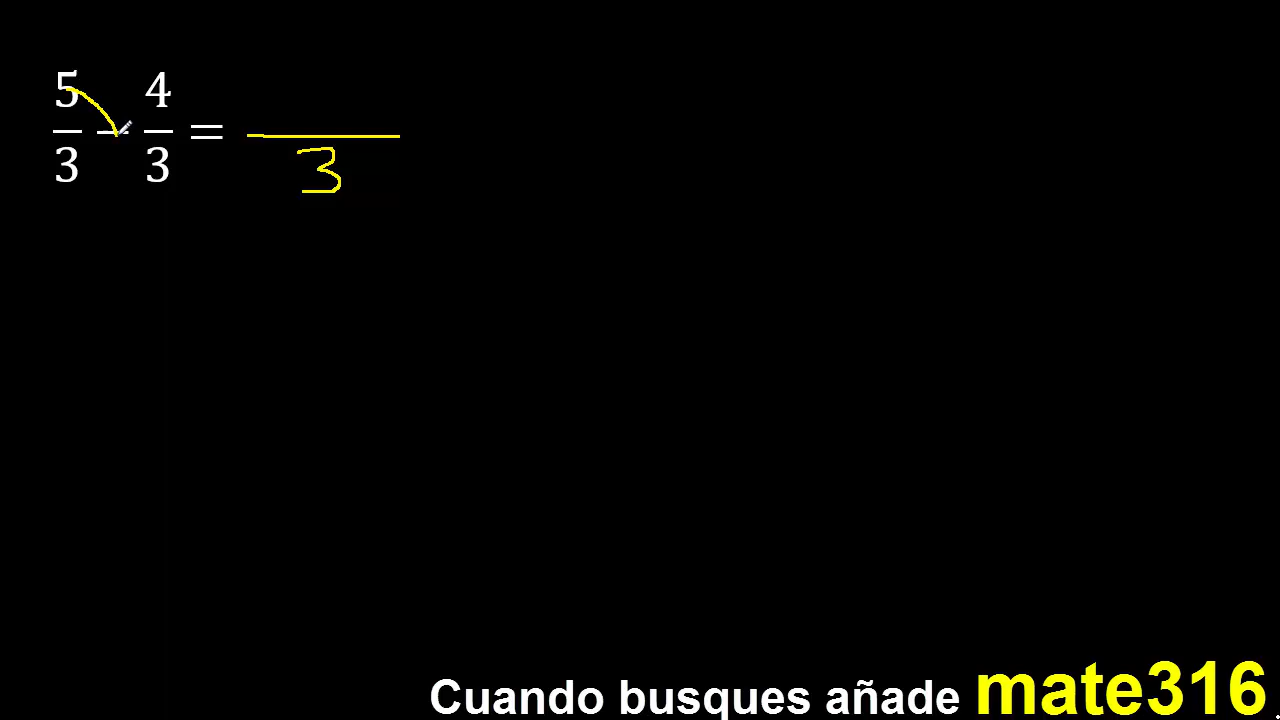 5/3 − 4/3 = /3
Cuando busques añade mate316